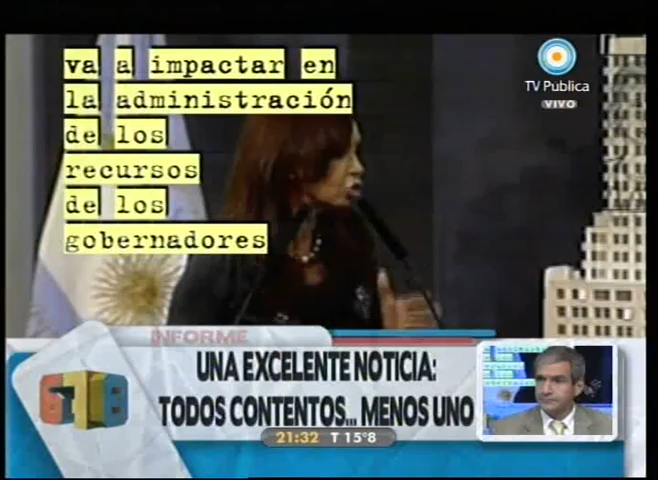 va a impactar en
la administración
de los
recursos
de los
gobernadores
TV Publica
VIVO
INFORME
UNA EXCELENTE NOTICIA:
TODOS CONTENTOS... MENOS UNO
678
21:32 T 15°8